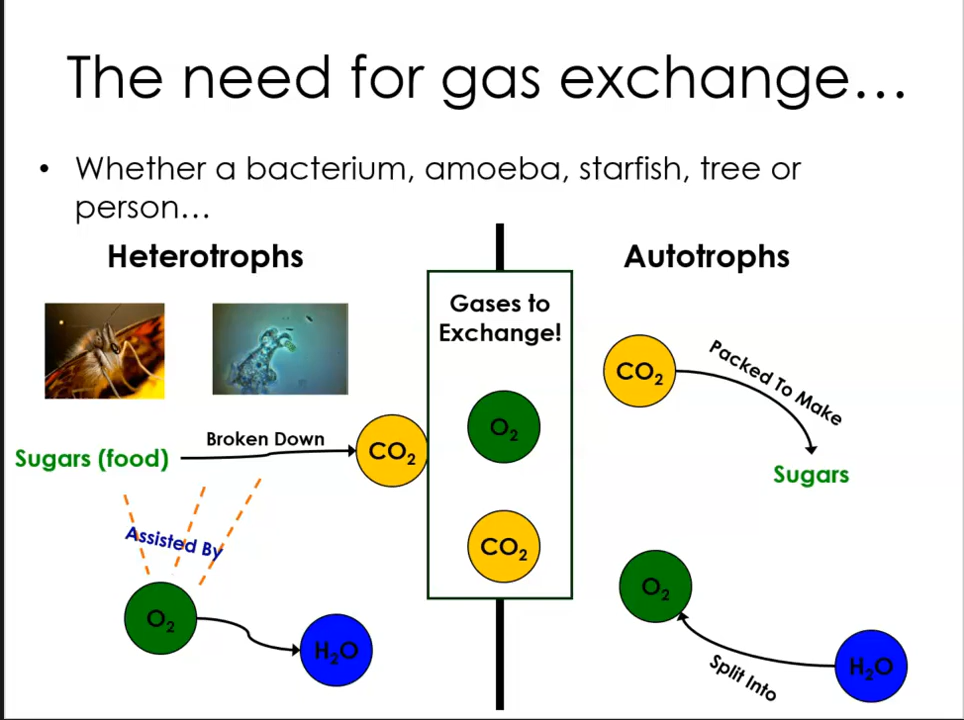 The need for gas exchange...
• Whether a bacterium, amoeba, starfish, tree or
person...
Heterotrophs
Sugars (food)
Broken Down
CO₂
Assisted By
O₂
H₂O
Gases to
Exchange!
O₂
CO₂
Autotrophs
CO₂
Packed To Make
Sugars
O₂
Split Into
H₂O